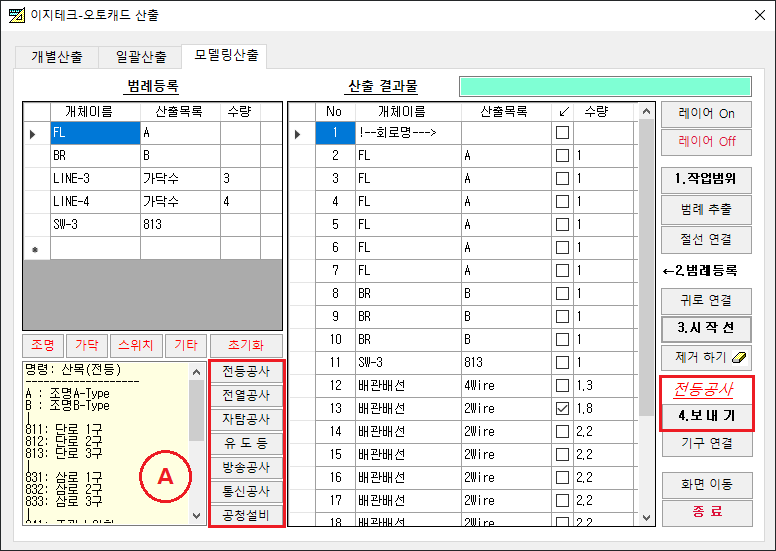 이지테크-오토캐드 산출
개별산출 일괄산출 모델링산출
범례등록
개체이름 산출목록 수량
FL A
BR B
LINE-3 가닥수 3
LINE-4 가닥수 4
SW-3 813
조명 가닥 스위치 기타 초기화
명령: 산목(전등)
--------------------
A : 조명A-Type
B : 조명B-Type
|
811: 단로 1구
812: 단로 2구
813: 단로 3구
|
831: 삼로 1구
832: 삼로 2구
833: 삼로 3구
|
A
전등공사
전열공사
자탐공사
유 도 등
방송공사
통신공사
공청설비
산출 결과물
No 개체이름 산출목록 ↙ 수량
1 !--회로명--->
2 FL A 1
3 FL A 1
4 FL A 1
5 FL A 1
6 FL A 1
7 FL A 1
8 BR B 1
9 BR B 1
10 BR B 1
11 SW-3 813 1
12 배관배선 4Wire 1,3
13 배관배선 2Wire 1,8
14 배관배선 2Wire 2,2
15 배관배선 2Wire 2,2
16 배관배선 2Wire 2,2
17 배관배선 2Wire 2,2
18 배관배선 2Wire 2,2
레이어 On
레이어 Off
1.작업범위
범례 추출
절선 연결
←2.범례등록
귀로 연결
3.시 작 선
제거 하기
전등공사
4.보 내 기
기구 연결
화면 이동
종 료